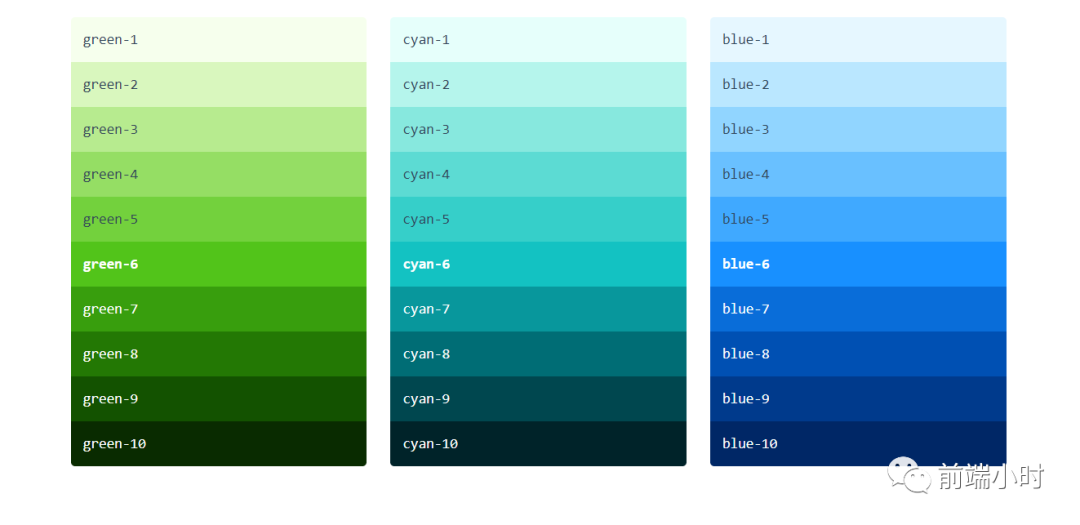 green-1
green-2
green-3
green-4
green-5
green-6
green-7
green-8
green-9
green-10
cyan-1
cyan-2
cyan-3
cyan-4
cyan-5
cyan-6
cyan-7
cyan-8
cyan-9
cyan-10
blue-1
blue-2
blue-3
blue-4
blue-5
blue-6
blue-7
blue-8
blue-9
blue-10
前端小时